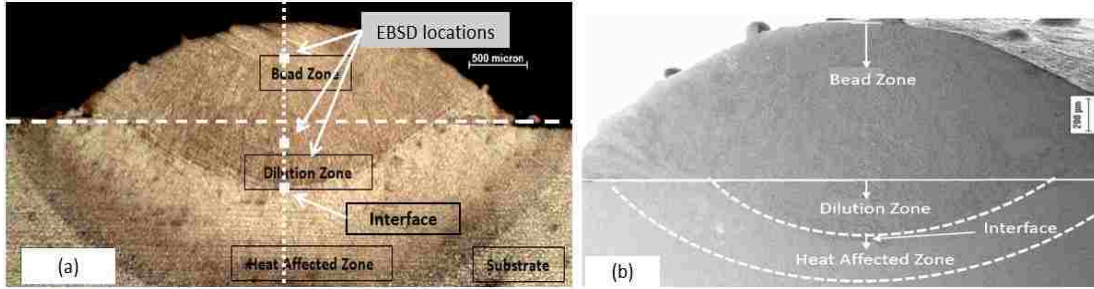 EBSD locations
500 micron
Bead Zone
Dilution Zone
Interface
Heat Affected Zone
Substrate
(a)
Bead Zone
200 µm
Dilution Zone
Interface
Heat Affected Zone
(b)